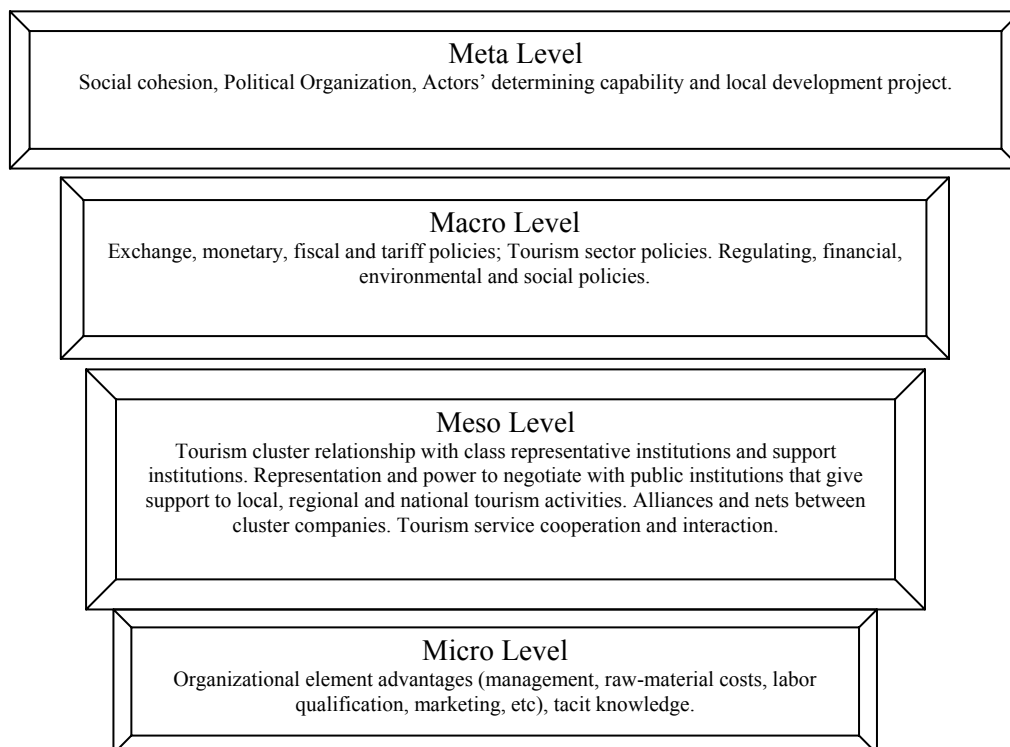 Meta Level
Social cohesion, Political Organization, Actors’ determining capability and local development project.
Macro Level
Exchange, monetary, fiscal and tariff policies; Tourism sector policies. Regulating, financial,
environmental and social policies.
Meso Level
Tourism cluster relationship with class representative institutions and support
institutions. Representation and power to negotiate with public institutions that give
support to local, regional and national tourism activities. Alliances and nets between
cluster companies. Tourism service cooperation and interaction.
Micro Level
Organizational element advantages (management, raw-material costs, labor
qualification, marketing, etc), tacit knowledge.